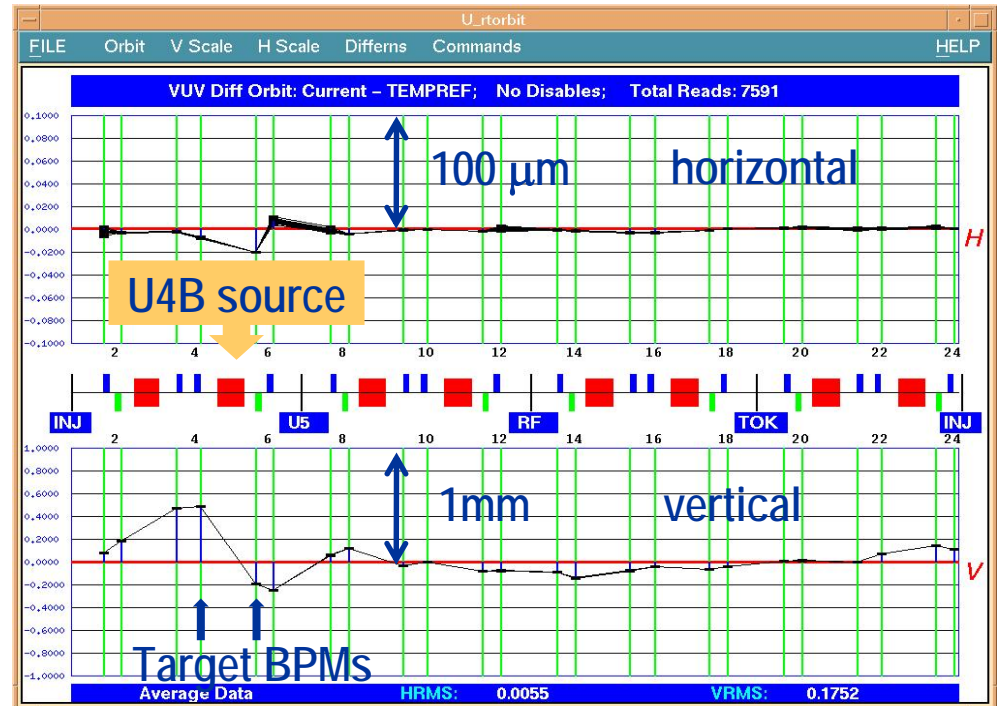 U_rtorbit
FILE Orbit V Scale H Scale Differns Commands HELP
VUV Diff Orbit: Current – TEMPREF; No Disables; Total Reads: 7591
0.1000
0.0800
0.0600
0.0400
0.0200
0.0000
-0.0200
-0.0400
-0.0600
-0.0800
-0.1000
100 μm horizontal
H
U4B source
2 4 6 8 10 12 14 16 18 20 22 24
INJ U5 RF TOK INJ
2 4 6 8 10 12 14 16 18 20 22 24
1.0000
0.8000
0.6000
0.4000
0.2000
0.0000
-0.2000
-0.4000
-0.6000
-0.8000
-1.0000
1mm vertical
V
Target BPMs
Average Data HRMS: 0.0055 VRMS: 0.1752